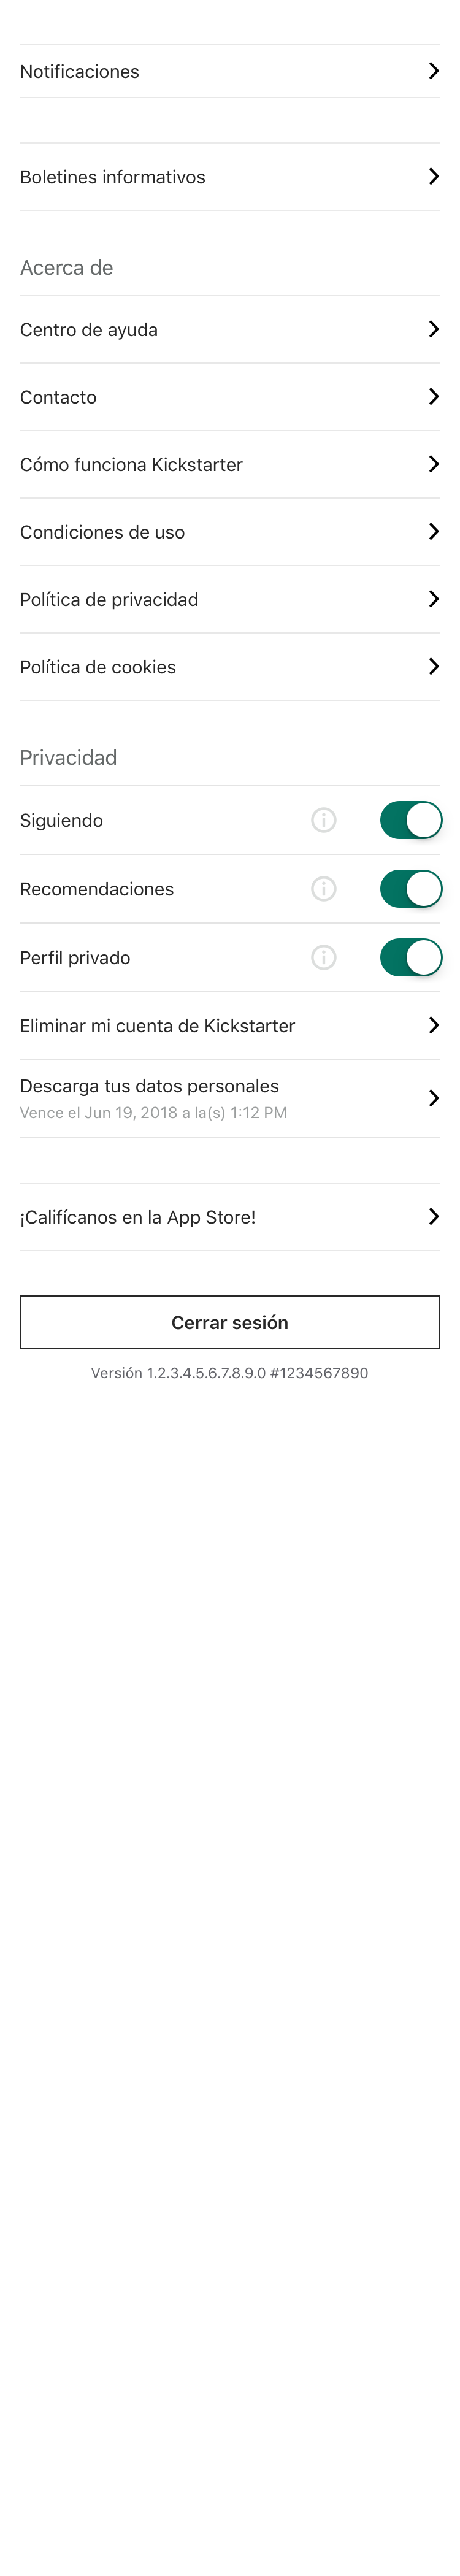 Notificaciones
Boletines informativos
Acerca de
Centro de ayuda
Contacto
Cómo funciona Kickstarter
Condiciones de uso
Política de privacidad
Política de cookies
Privacidad
Siguiendo
Recomendaciones
Perfil privado
Eliminar mi cuenta de Kickstarter
Descarga tus datos personales
Vence el Jun 19, 2018 a la(s) 1:12 PM
¡Califícanos en la App Store!
Cerrar sesión
Versión 1.2.3.4.5.6.7.8.9.0 #1234567890